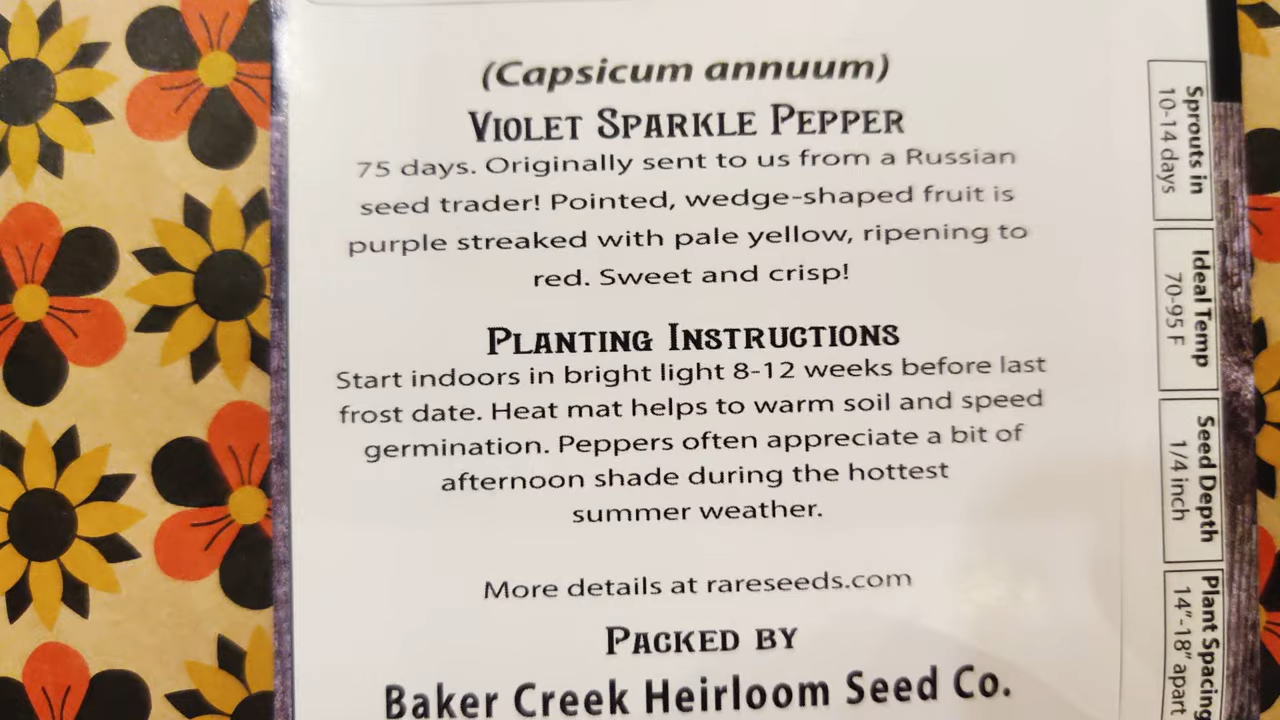 (Capsicum annuum)
Violet Sparkle Pepper
75 days. Originally sent to us from a Russian
seed trader! Pointed, wedge-shaped fruit is
purple streaked with pale yellow, ripening to
red. Sweet and crisp!
Planting Instructions
Start indoors in bright light 8-12 weeks before last
frost date. Heat mat helps to warm soil and speed
germination. Peppers often appreciate a bit of
afternoon shade during the hottest
summer weather.
More details at rareseeds.com
Packed by
Baker Creek Heirloom Seed Co.
Sprouts in
10-14 days
Ideal Temp
70-95 F
Seed Depth
1/4 inch
Plant Spacing
14"-18" apart